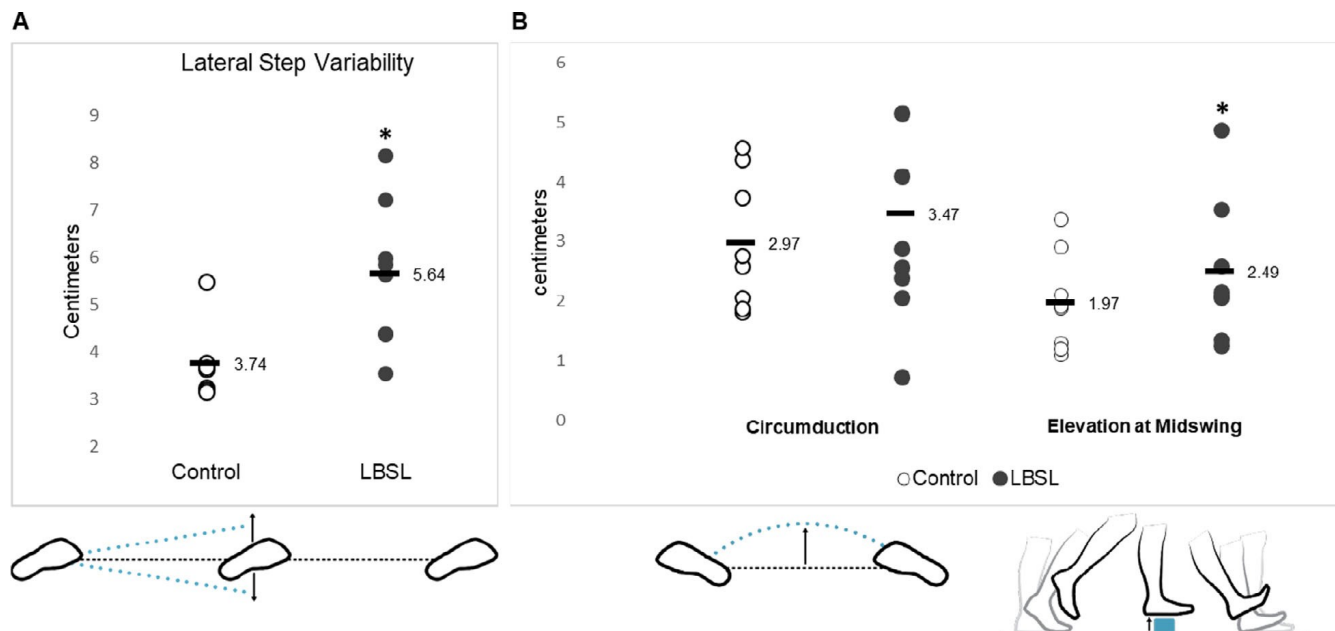 A
B
Lateral Step Variability
Centimeters
9
8
7
6
5
4
3
2
*
3.74
5.64
Control
LBSL
centimeters
6
5
4
3
2
1
0
2.97
3.47
1.97
*
2.49
Circumduction
Elevation at Midswing
Control LBSL